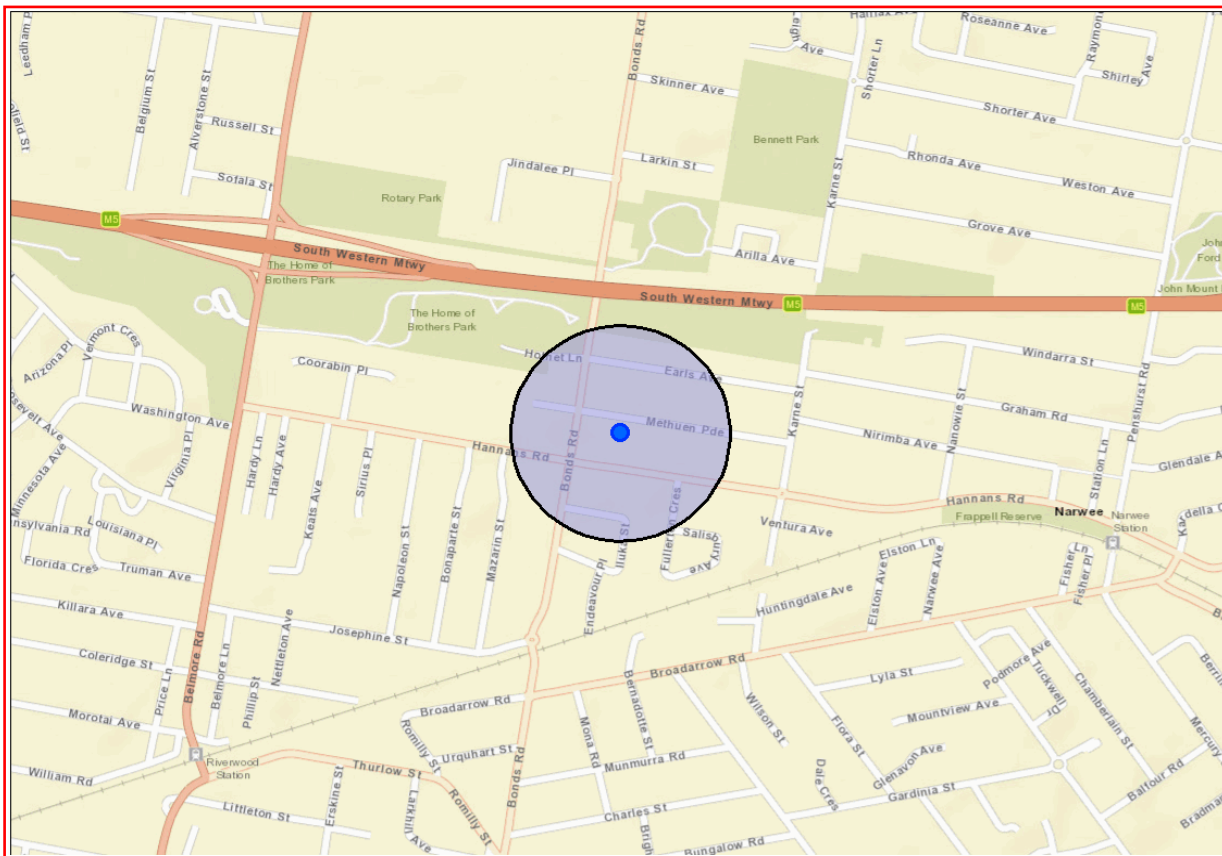 Leedham Pl
Belgium St
Alverstone St
Russell St
Sofala St
Bonds Rd
Skinner Ave
Larkin St
Jindalee Pl
Rotary Park
Bennett Park
Ave
Shorter Ln
Roseanne Ave
Shirley
Ave
Shorter Ave
Rhonda Ave
Weston Ave
Karne St
Grove Ave
Arilla Ave
M5
South Western Mtwy
The Home of
Brothers Park
The Home of
Brothers Park
South Western Mtwy
M5
M5
Arizona Pl
Vermont Cres
Coorabin Pl
Hornet Ln
Earls Ave
Windarra St
Washington Ave
Virginia Pl
Minnesota Ave
Louisiana Pl
Florida Cres
Truman Ave
Hardy Ln
Hardy Ave
Keats Ave
Sirius Pl
Napoleon St
Bonaparte St
Mazarin St
Hannans Rd
Bonds Rd
Methuen Pde
Karne St
Nirimba Ave
Graham Rd
Nanowie St
Station Ln
Penshurst Rd
Glendale
Hannans Rd
Frappell Reserve
Narwee
Narwee
Station
Iluka St
Endeavour Pl
Fullerton Cres
Salisbury Ave
Ventura Ave
Elston Ln
Elston Ave
Narwee Ave
Fisher Ln
Fisher Pl
Huntingdale Ave
Killara Ave
Coleridge St
Morotai Ave
William Rd
Price Ln
Belmore Rd
Belmore Ln
Phillip St
Nettleton Ave
Josephine St
Riverwood
Station
Broadarrow Rd
Broadarrow Rd
Romilly St
Urquhart St
Thurlow St
Romilly St
Littleton St
Erskine St
Larkhill Ave
Bonds Rd
Mona Rd
Bernadotte St
Munmurra Rd
Charles St
Bungalow Rd
Wilson St
Dale Cres
Flora St
Lyla St
Mountview Ave
Glenavon Ave
Gardinia St
Podmore Ave
Tuckwell
Dr
Chamberlain St
Mercury
Balfour Rd